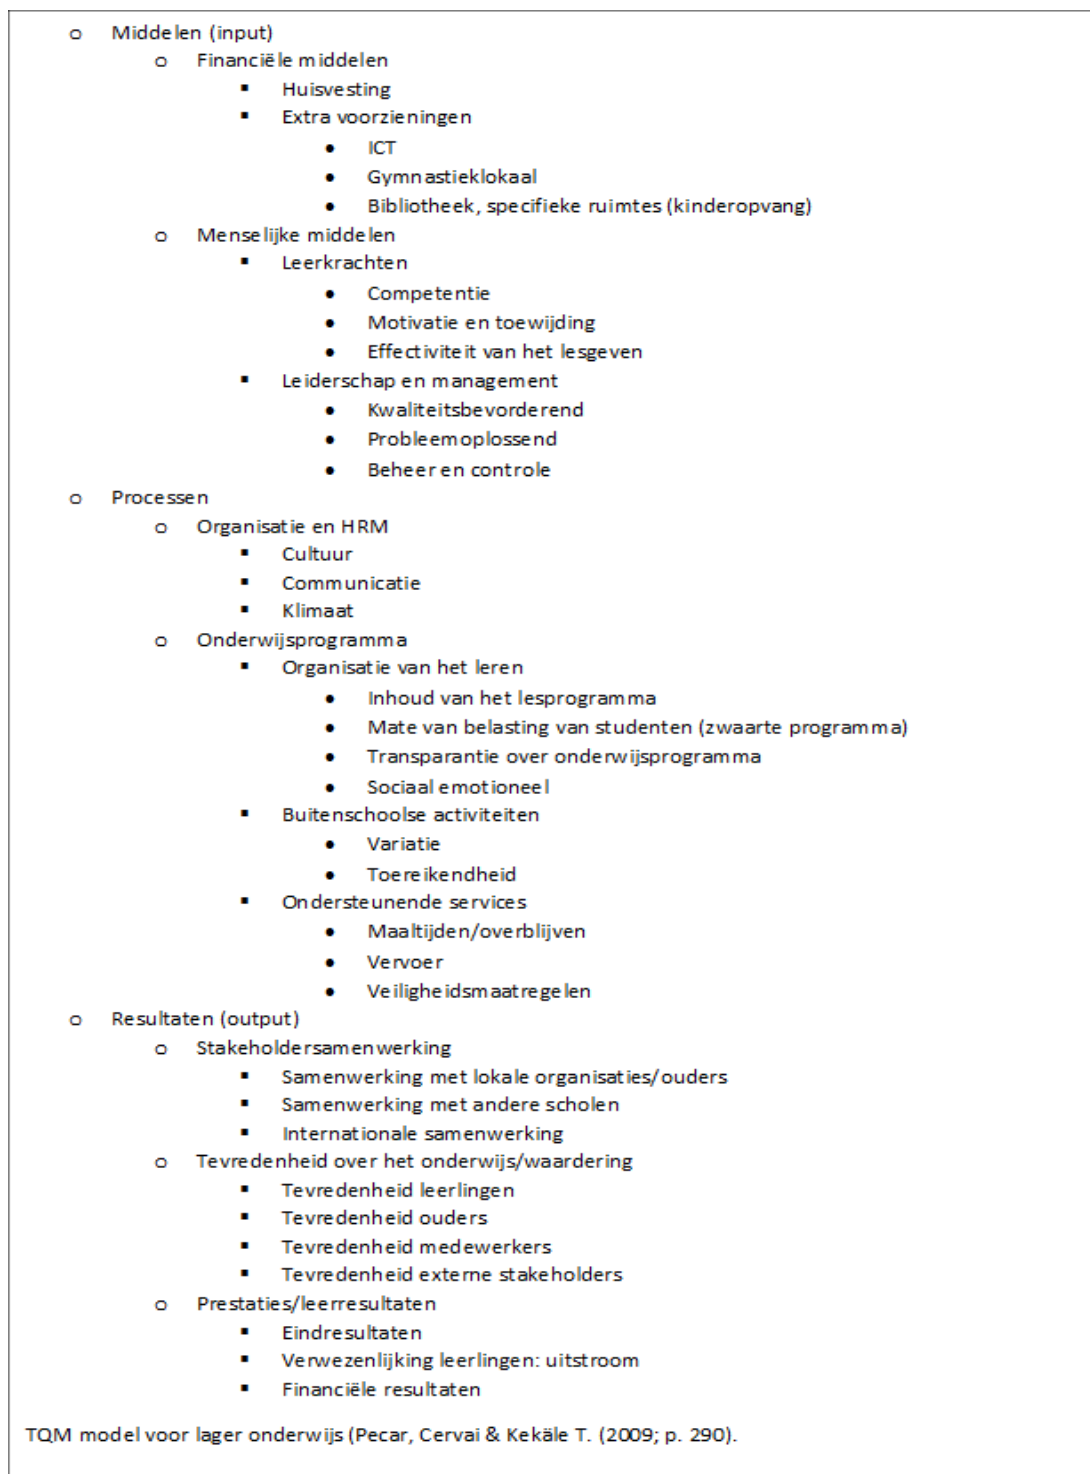 o Middelen (input)
o Financiële middelen
▪ Huisvesting
▪ Extra voorzieningen
• ICT
• Gymnastieklokaal
• Bibliotheek, specifieke ruimtes (kinderopvang)
o Menselijke middelen
▪ Leerkrachten
• Competentie
• Motivatie en toewijding
• Effectiviteit van het lesgeven
▪ Leiderschap en management
• Kwaliteitsbevorderend
• Probleemoplossend
• Beheer en controle
o Processen
o Organisatie en HRM
▪ Cultuur
▪ Communicatie
▪ Klimaat
o Onderwijsprogramma
▪ Organisatie van het leren
• Inhoud van het lesprogramma
• Mate van belasting van studenten (zwaarte programma)
• Transparantie over onderwijsprogramma
• Sociaal emotioneel
▪ Buitenschoolse activiteiten
• Variatie
• Toereikendheid
▪ Ondersteunende services
• Maaltijden/overblijven
• Vervoer
• Veiligheidsmaatregelen
o Resultaten (output)
o Stakeholdersamenwerking
▪ Samenwerking met lokale organisaties/ouders
▪ Samenwerking met andere scholen
▪ Internationale samenwerking
o Tevredenheid over het onderwijs/waardering
▪ Tevredenheid leerlingen
▪ Tevredenheid ouders
▪ Tevredenheid medewerkers
▪ Tevredenheid externe stakeholders
o Prestaties/leerresultaten
▪ Eindresultaten
▪ Verwezenlijking leerlingen: uitstroom
▪ Financiële resultaten
TQM model voor lager onderwijs (Pecar, Cervai & Kekäle T. (2009; p. 290).